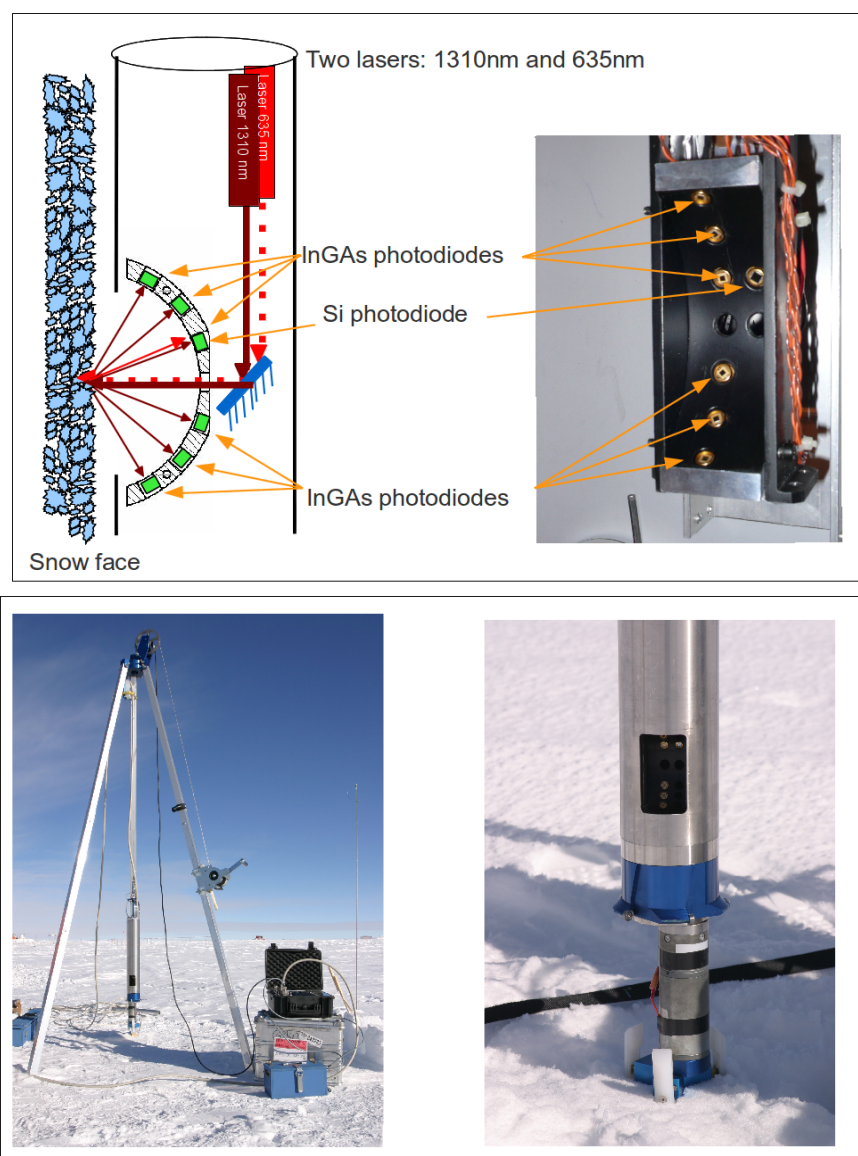 Two lasers: 1310nm and 635nm
Laser 1310 nm
Laser 635 nm
InGAs photodiodes
Si photodiode
InGAs photodiodes
Snow face